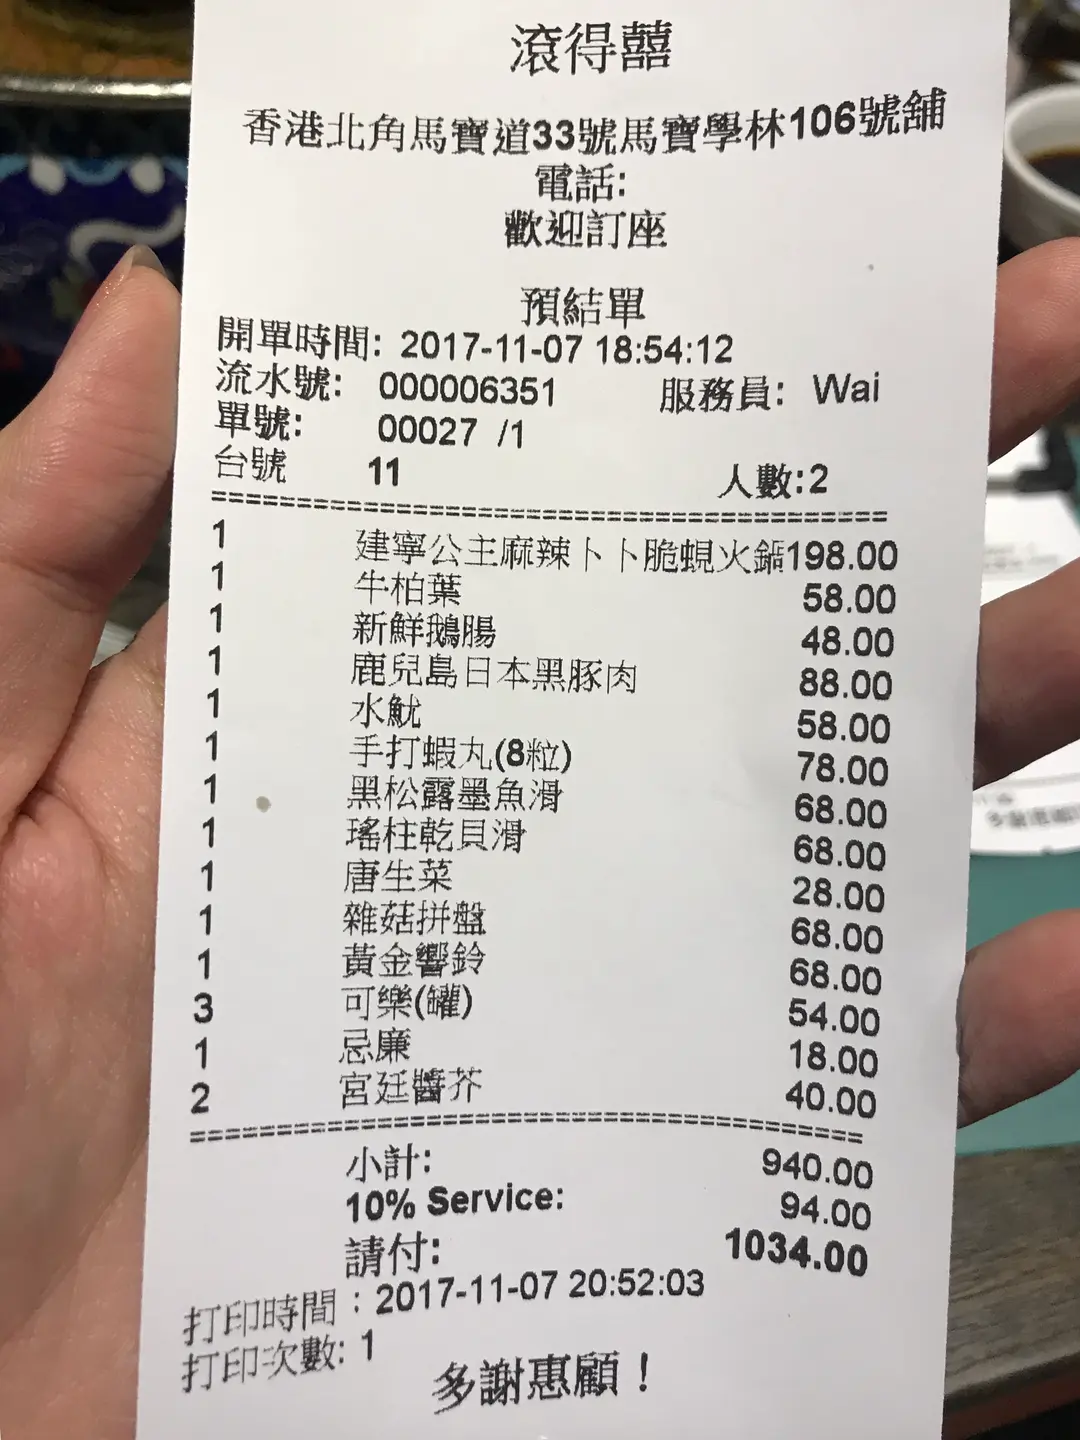 滾得囍
香港北角馬寶道33號馬寶學林106號舖
電話:
歡迎訂座
預結單
開單時間: 2017-11-07 18:54:12
流水號: 000006351 服務員: Wai
單號: 00027 /1
台號 11 人數:2
1 建寧公主麻辣卜卜脆蜆火鍋198.00
1 牛柏葉 58.00
1 新鮮鵝腸 48.00
1 鹿兒島日本黑豚肉 88.00
1 水魷 58.00
1 手打蝦丸(8粒) 78.00
1 黑松露墨魚滑 68.00
1 瑤柱乾貝滑 68.00
1 唐生菜 28.00
1 雜菇拼盤 68.00
1 黃金響鈴 68.00
3 可樂(罐) 54.00
1 忌廉 18.00
2 宮廷醬芥 40.00
小計: 940.00
10% Service: 94.00
請付: 1034.00
打印時間：2017-11-07 20:52:03
打印次數: 1
多謝惠顧！